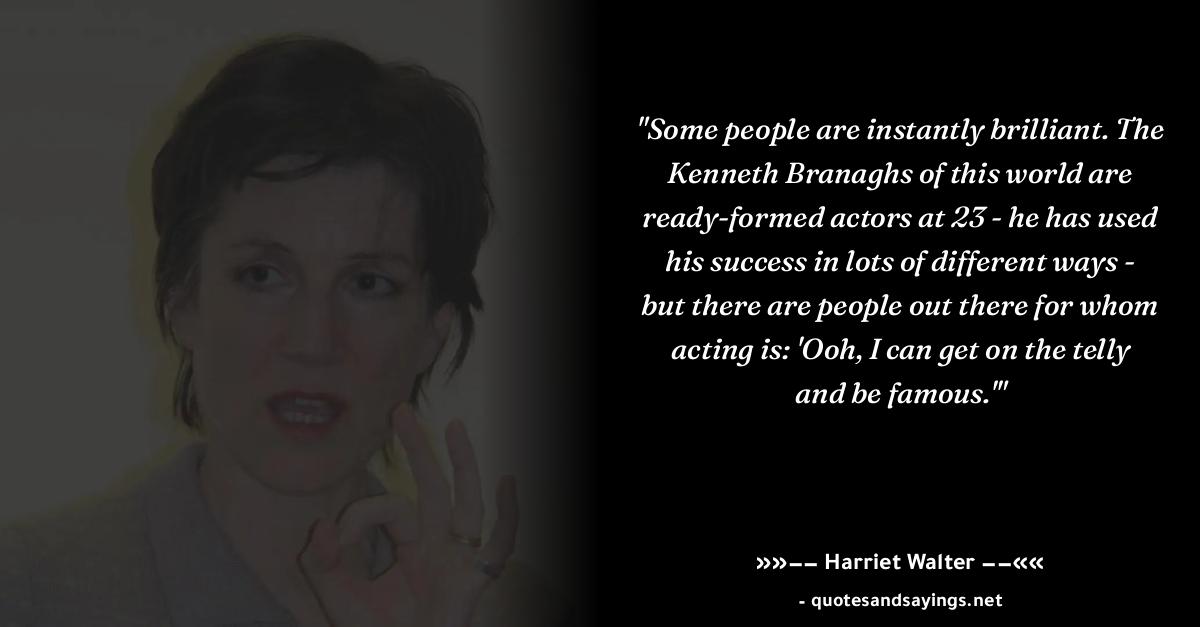 "Some people are instantly brilliant. The
Kenneth Branaghs of this world are
ready-formed actors at 23 - he has used
his success in lots of different ways -
but there are people out there for whom
acting is: 'Ooh, I can get on the telly
and be famous.'"
»»–– Harriet Walter ––««
- quotesandsayings.net